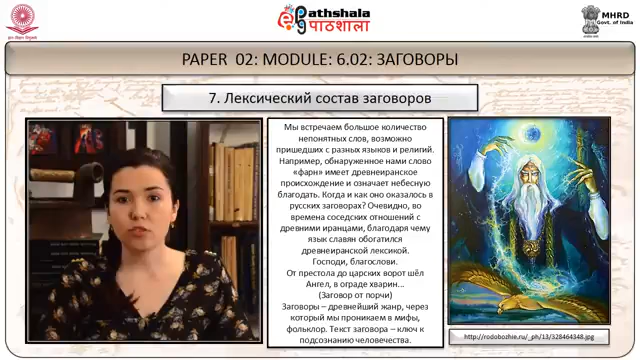 Pathshala
पाठशाला
MHRD
Govt. of India
PAPER 02: MODULE: 6.02: ЗАГОВОРЫ
7. Лексический состав заговоров
Мы встречаем большое количество
непонятных слов, возможно
пришедших с разных языков и религий.
Например, обнаруженное нами слово
«фарн» имеет древнеиранское
происхождение и означает небесную
благодать. Когда и как оно оказалось в
русских заговорах? Очевидно, во
времена соседских отношений с
древними иранцами, благодаря чему
язык славян обогатился
древнеиранской лексикой.
Господи, благослови.
От престола до царских ворот шёл
Ангел, в ограде хварин...
(Заговор от порчи)
Заговоры – древнейший жанр, через
который мы проникаем в мифы,
фольклор. Текст заговора – ключ к
подсознанию человечества.
http://rodobozhie.ru/_ph/13/328464348.jpg